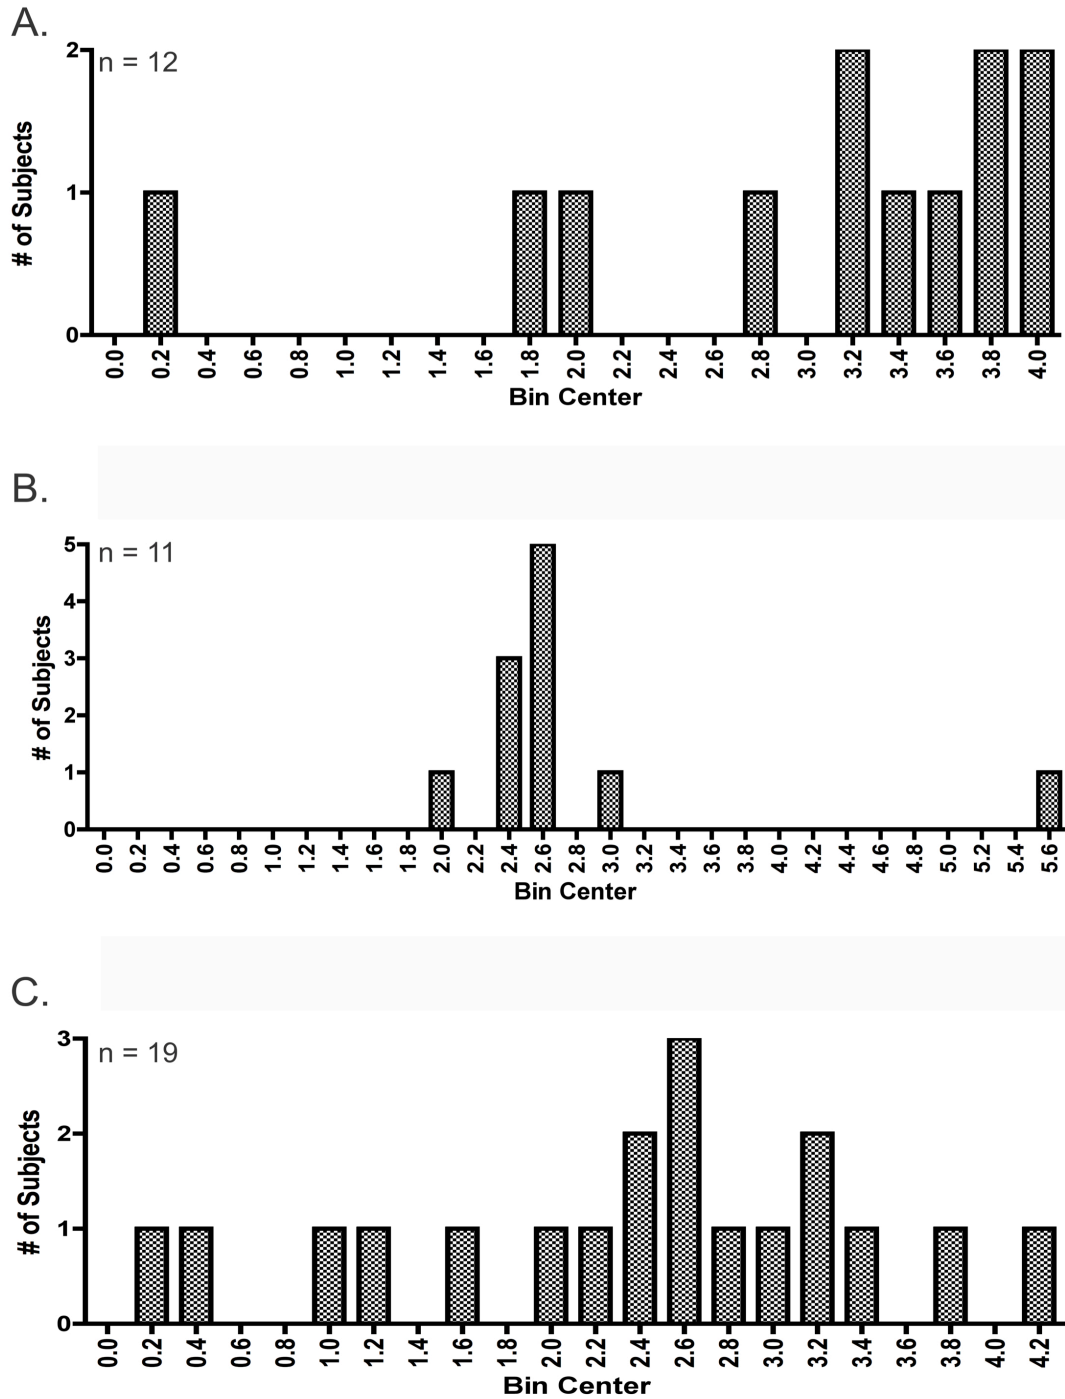 A.
n = 12
# of Subjects
2
1
0
0.0 0.2 0.4 0.6 0.8 1.0 1.2 1.4 1.6 1.8 2.0 2.2 2.4 2.6 2.8 3.0 3.2 3.4 3.6 3.8 4.0
Bin Center
B.
n = 11
# of Subjects
5
4
3
2
1
0
0.0 0.2 0.4 0.6 0.8 1.0 1.2 1.4 1.6 1.8 2.0 2.2 2.4 2.6 2.8 3.0 3.2 3.4 3.6 3.8 4.0 4.2 4.4 4.6 4.8 5.0 5.2 5.4 5.6
Bin Center
C.
n = 19
# of Subjects
3
2
1
0
0.0 0.2 0.4 0.6 0.8 1.0 1.2 1.4 1.6 1.8 2.0 2.2 2.4 2.6 2.8 3.0 3.2 3.4 3.6 3.8 4.0 4.2
Bin Center